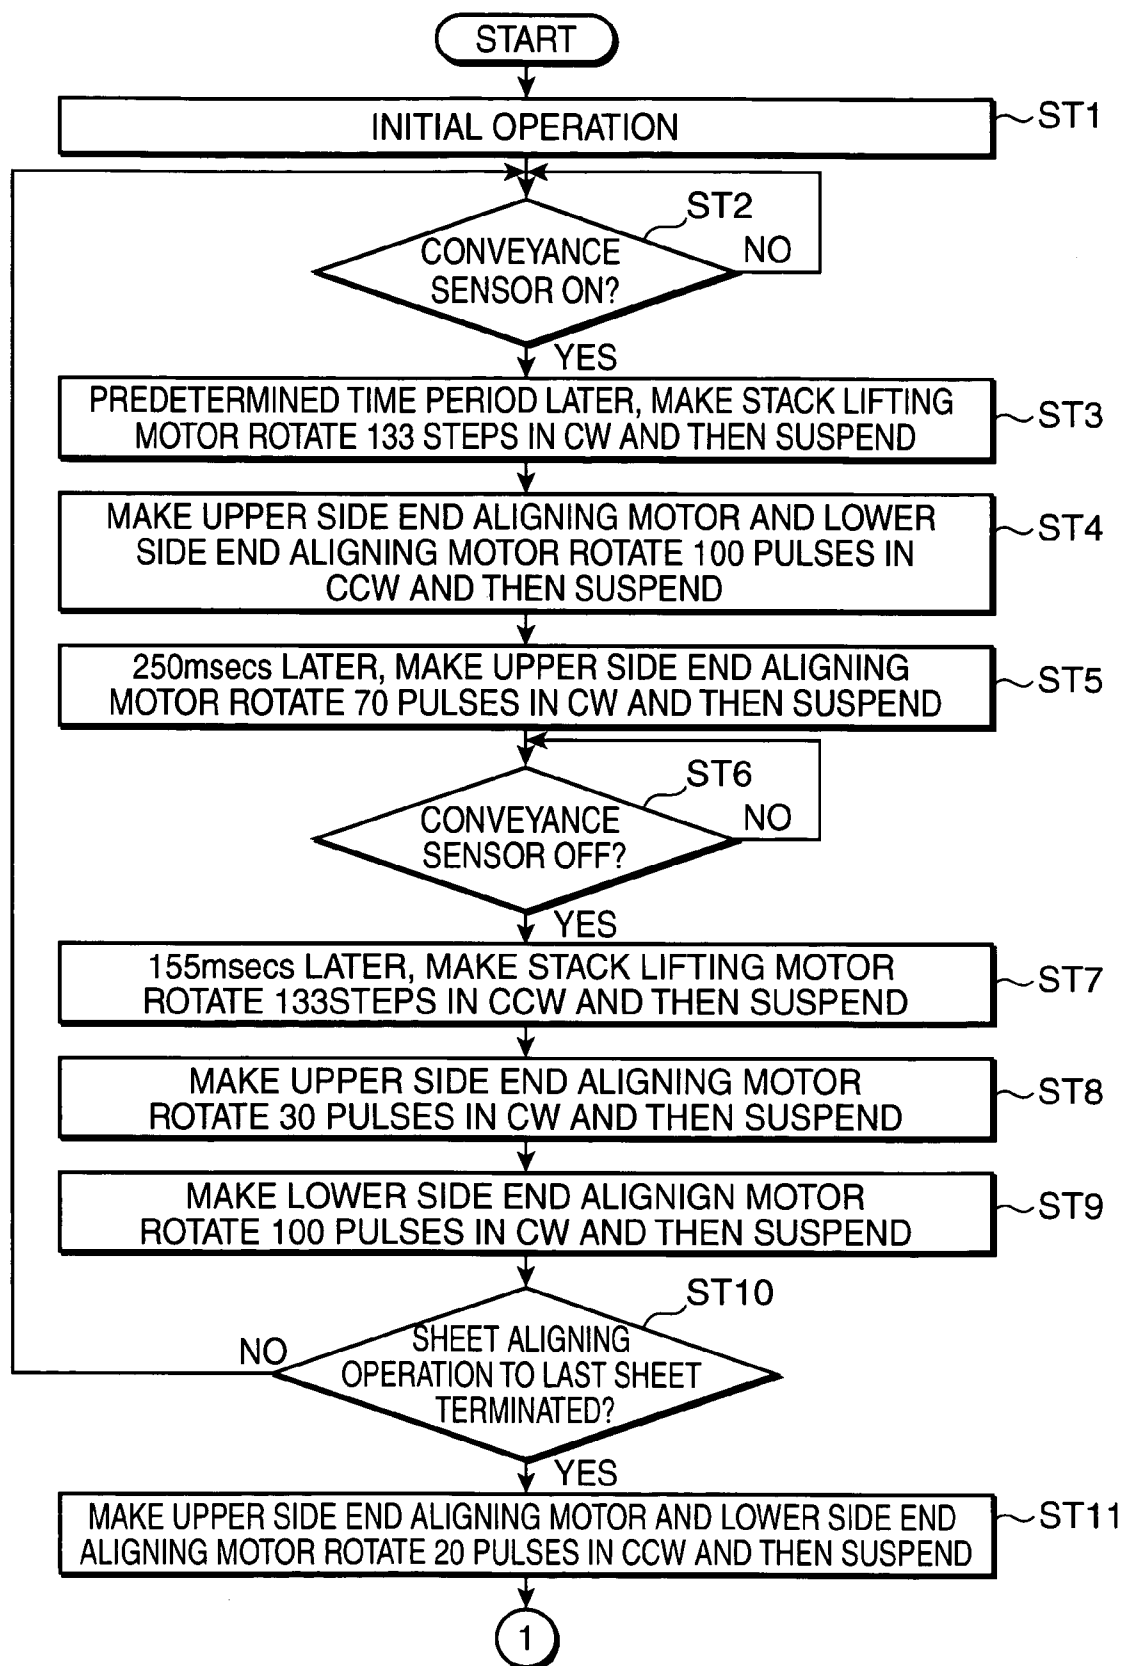 START
INITIAL OPERATION
ST1
ST2
CONVEYANCE
SENSOR ON?
NO
YES
PREDETERMINED TIME PERIOD LATER, MAKE STACK LIFTING
MOTOR ROTATE 133 STEPS IN CW AND THEN SUSPEND
ST3
MAKE UPPER SIDE END ALIGNING MOTOR AND LOWER
SIDE END ALIGNING MOTOR ROTATE 100 PULSES IN
CCW AND THEN SUSPEND
ST4
250msecs LATER, MAKE UPPER SIDE END ALIGNING
MOTOR ROTATE 70 PULSES IN CW AND THEN SUSPEND
ST5
ST6
CONVEYANCE
SENSOR OFF?
NO
YES
155msecs LATER, MAKE STACK LIFTING MOTOR
ROTATE 133STEPS IN CCW AND THEN SUSPEND
ST7
MAKE UPPER SIDE END ALIGNING MOTOR
ROTATE 30 PULSES IN CW AND THEN SUSPEND
ST8
MAKE LOWER SIDE END ALIGNIGN MOTOR
ROTATE 100 PULSES IN CW AND THEN SUSPEND
ST9
ST10
SHEET ALIGNING
OPERATION TO LAST SHEET
TERMINATED?
NO
YES
MAKE UPPER SIDE END ALIGNING MOTOR AND LOWER SIDE END
ALIGNING MOTOR ROTATE 20 PULSES IN CCW AND THEN SUSPEND
ST11
1